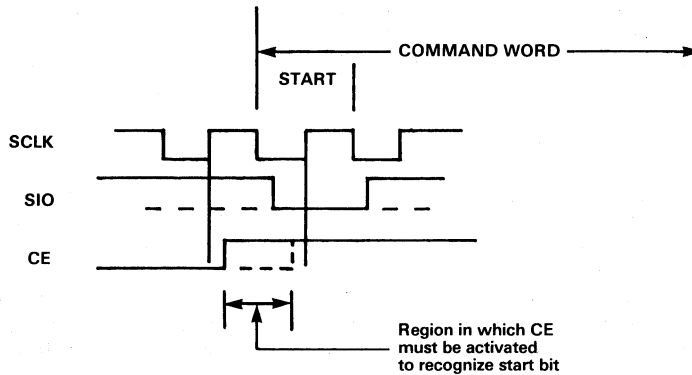 COMMAND WORD
START
SCLK
SIO
CE
Region in which CE
must be activated
to recognize start bit